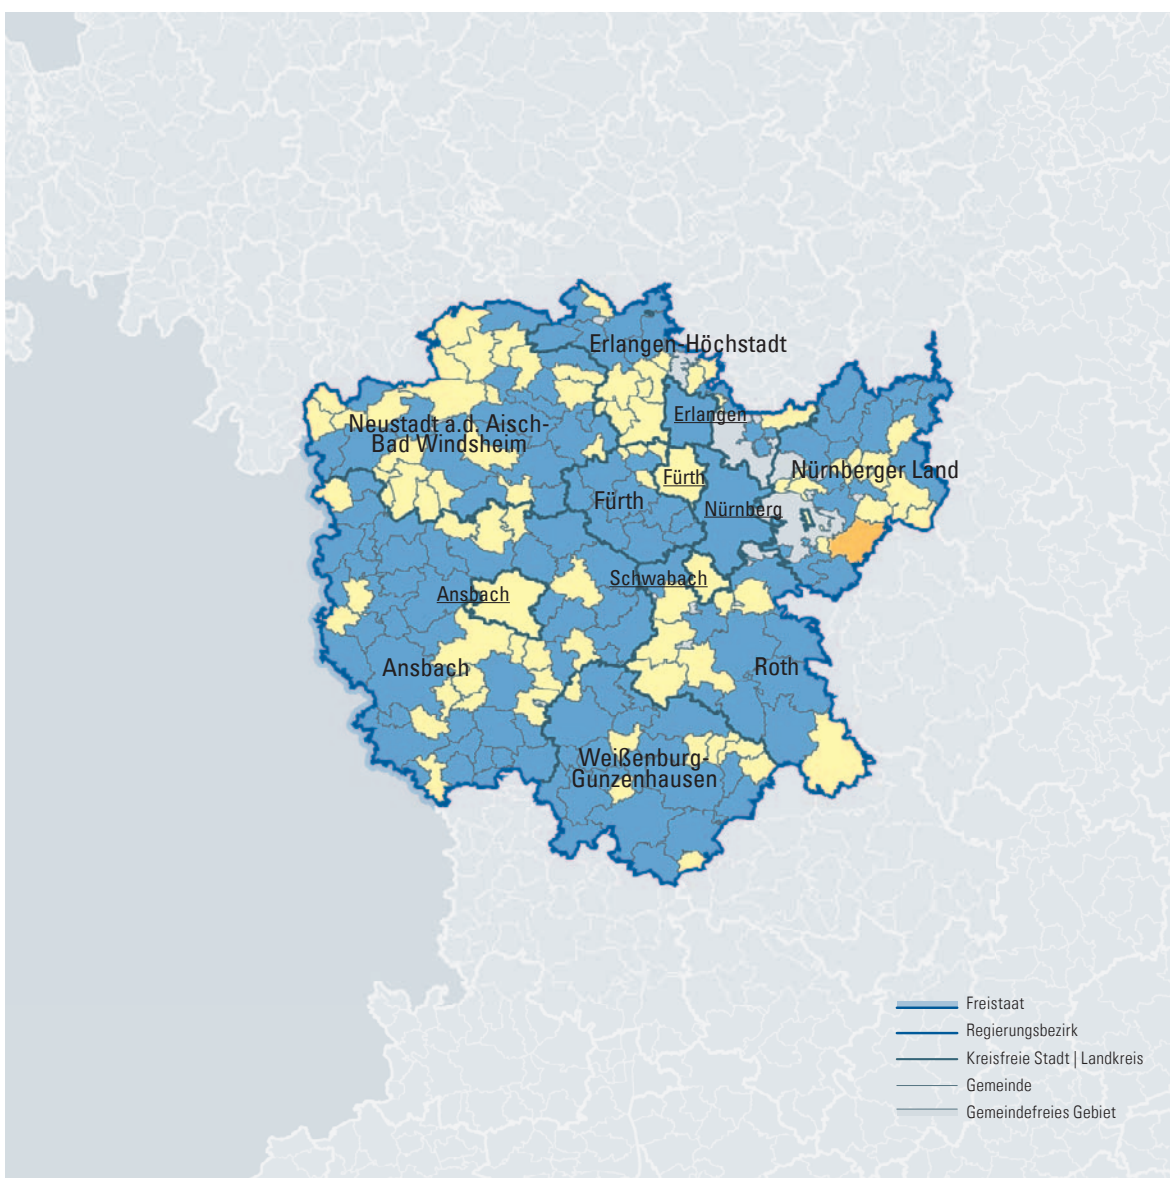 Erlangen-Höchstadt
Erlangen
Neustadt a.d. Aisch-
Bad Windsheim
Nürnberger Land
Fürth
Fürth
Nürnberg
Schwabach
Ansbach
Ansbach
Roth
Weißenburg-
Gunzenhausen
Freistaat
Regierungsbezirk
Kreisfreie Stadt | Landkreis
Gemeinde
Gemeindefreies Gebiet